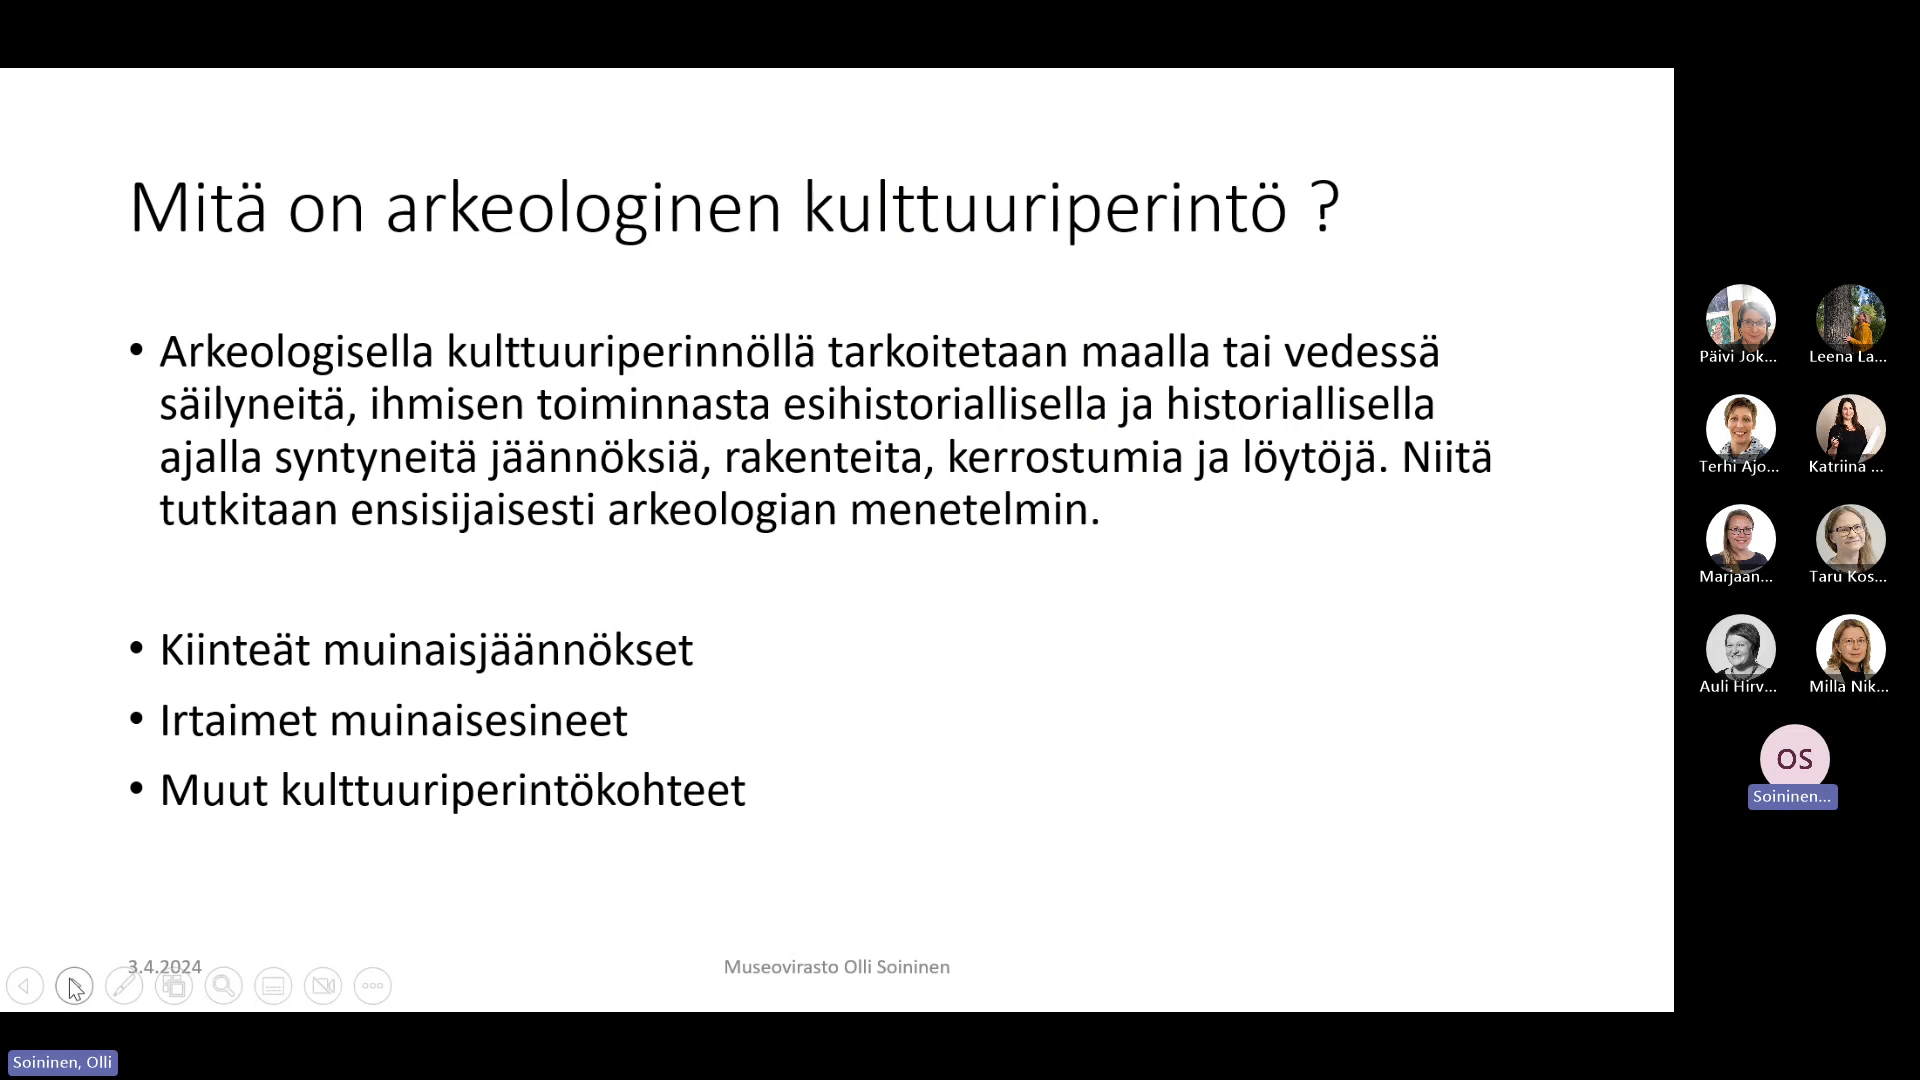 Mitä on arkeologinen kulttuuriperintö ?
• Arkeologisella kulttuuriperinnöllä tarkoitetaan maalla tai vedessä
säilyneitä, ihmisen toiminnasta esihistoriallisella ja historiallisella
ajalla syntyneitä jäännöksiä, rakenteita, kerrostumia ja löytöjä. Niitä
tutkitaan ensisijaisesti arkeologian menetelmin.
• Kiinteät muinaisjäännökset
• Irtaimet muinaisesineet
• Muut kulttuuriperintökohteet
3.4.2024
Museovirasto Olli Soininen
Päivi Jok...
Leena La...
Terhi Ajo...
Katriina ...
Marjaan...
Taru Kos...
Auli Hirv...
Milla Nik...
OS
Soininen...
Soininen, Olli